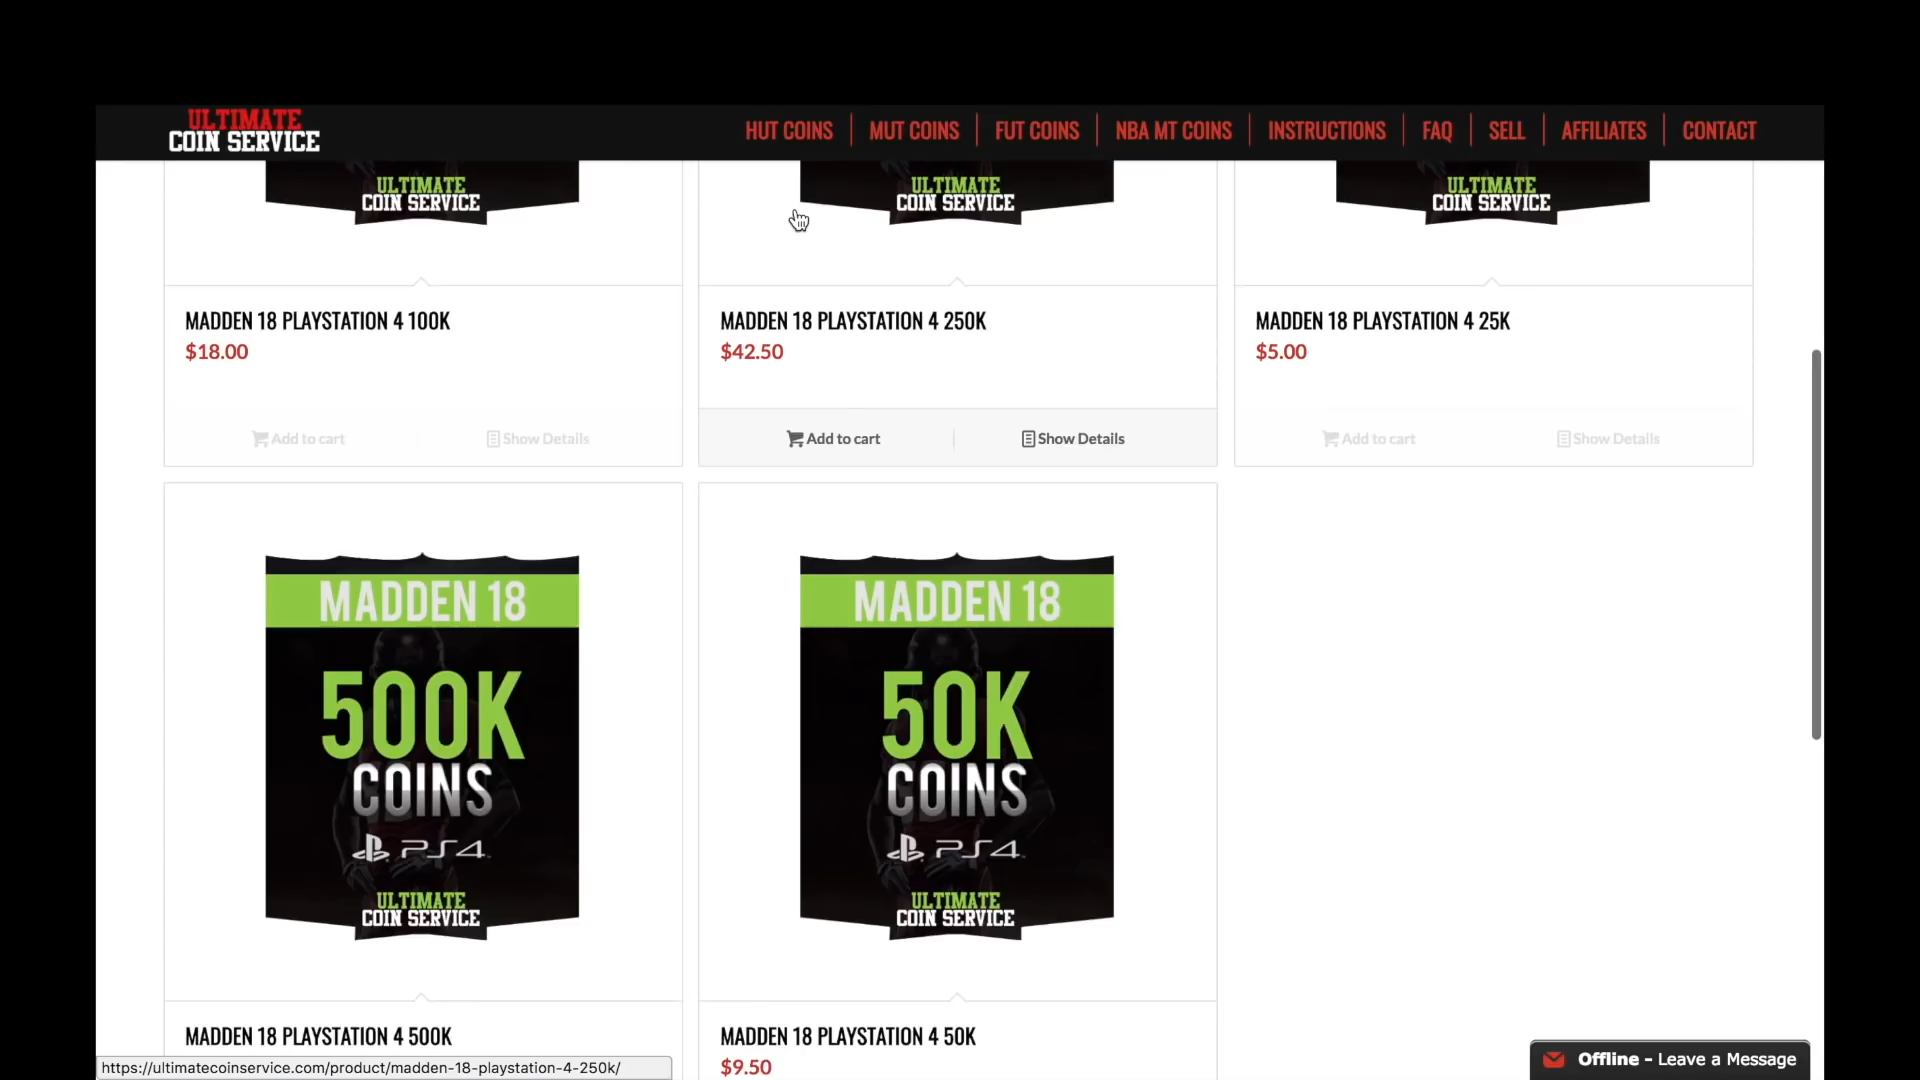 ULTIMATE
COIN SERVICE
HUT COINS
MUT COINS
FUT COINS
NBA MT COINS
INSTRUCTIONS
FAQ
SELL
AFFILIATES
CONTACT
ULTIMATE
COIN SERVICE
ULTIMATE
COIN SERVICE
ULTIMATE
COIN SERVICE
MADDEN 18 PLAYSTATION 4 100K
$18.00
Add to cart
Show Details
MADDEN 18 PLAYSTATION 4 250K
$42.50
Add to cart
Show Details
MADDEN 18 PLAYSTATION 4 25K
$5.00
Add to cart
Show Details
MADDEN 18
500K
COINS
PS4
ULTIMATE
COIN SERVICE
MADDEN 18 PLAYSTATION 4 500K
MADDEN 18
50K
COINS
PS4
ULTIMATE
COIN SERVICE
MADDEN 18 PLAYSTATION 4 50K
$9.50
https://ultimatecoinservice.com/product/madden-18-playstation-4-250k/
Offline - Leave a Message